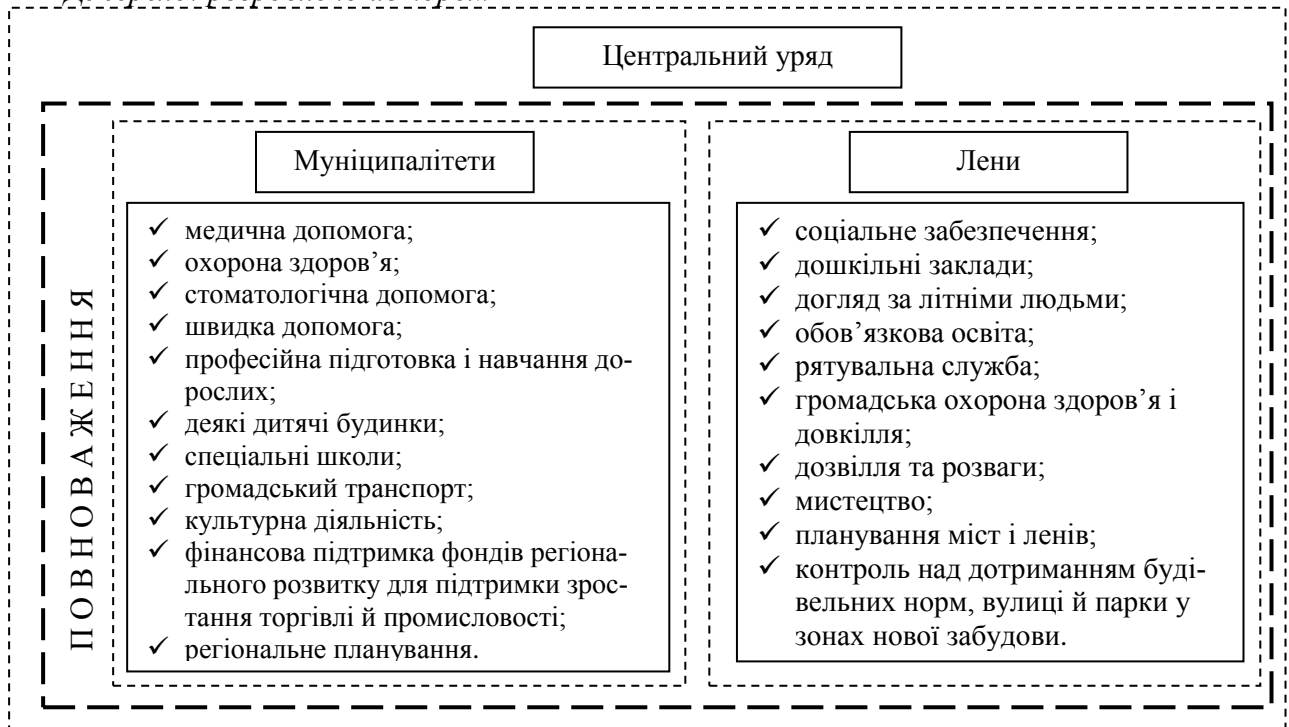 Центральний уряд
ПОВНОВАЖЕННЯ
Муніципалітети
✓ медична допомога;
✓ охорона здоров’я;
✓ стоматологічна допомога;
✓ швидка допомога;
✓ професійна підготовка і навчання до-
рослих;
✓ деякі дитячі будинки;
✓ спеціальні школи;
✓ громадський транспорт;
✓ культурна діяльність;
✓ фінансова підтримка фондів регіона-
льного розвитку для підтримки зрос-
тання торгівлі й промисловості;
✓ регіональне планування.
Лени
✓ соціальне забезпечення;
✓ дошкільні заклади;
✓ догляд за літніми людьми;
✓ обов’язкова освіта;
✓ рятувальна служба;
✓ громадська охорона здоров’я і
довкілля;
✓ дозвілля та розваги;
✓ мистецтво;
✓ планування міст і ленів;
✓ контроль над дотриманням буді-
вельних норм, вулиці й парки у
зонах нової забудови.